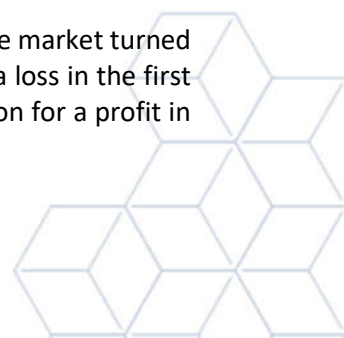 e market turned
a loss in the first
on for a profit in